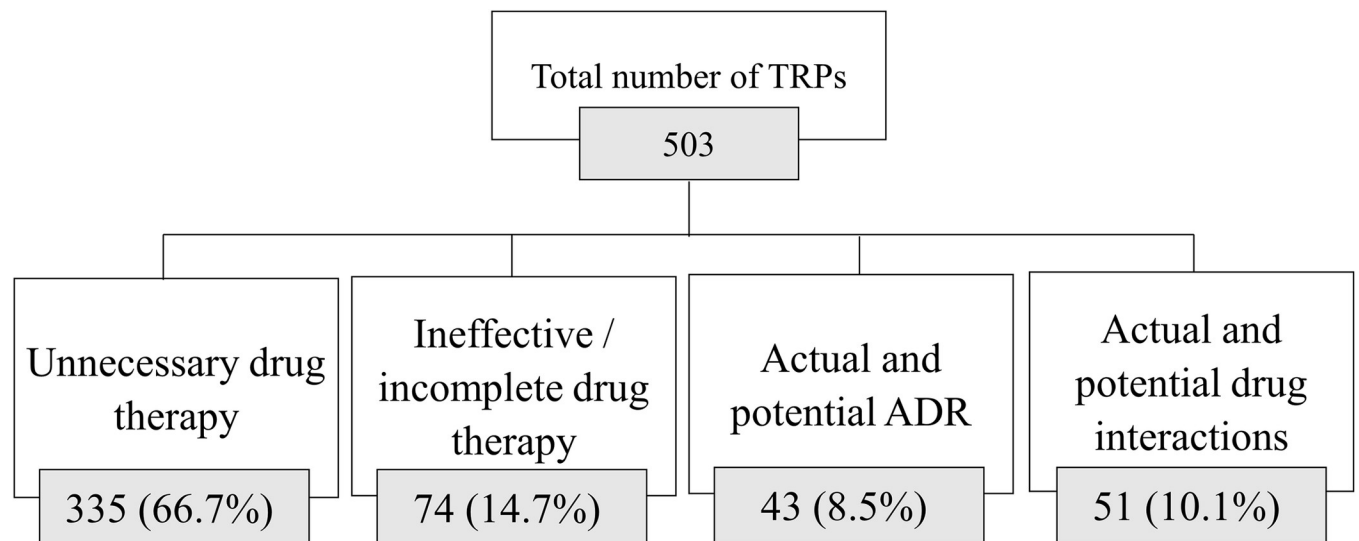 Total number of TRPs
503
Unnecessary drug
therapy
335 (66.7%)
Ineffective /
incomplete drug
therapy
74 (14.7%)
Actual and
potential ADR
43 (8.5%)
Actual and
potential drug
interactions
51 (10.1%)